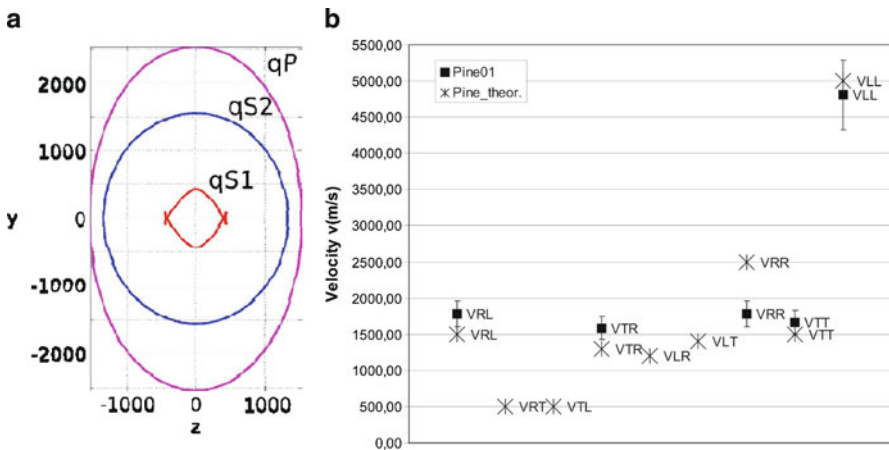 a
qP
qS2
qS1
2000
1000
0
-1000
-2000
y
-1000 0 1000
z
b
5500,00
5000,00
4500,00
4000,00
3500,00
3000,00
2500,00
2000,00
1500,00
1000,00
500,00
0,00
Velocity v(m/s)
Pine01
Pine_theor.
VLL
VLL
VRR
VRL
VRL
VTR
VTR
VLR
VLT
VRR
VTT
VTT
VRT
VTL